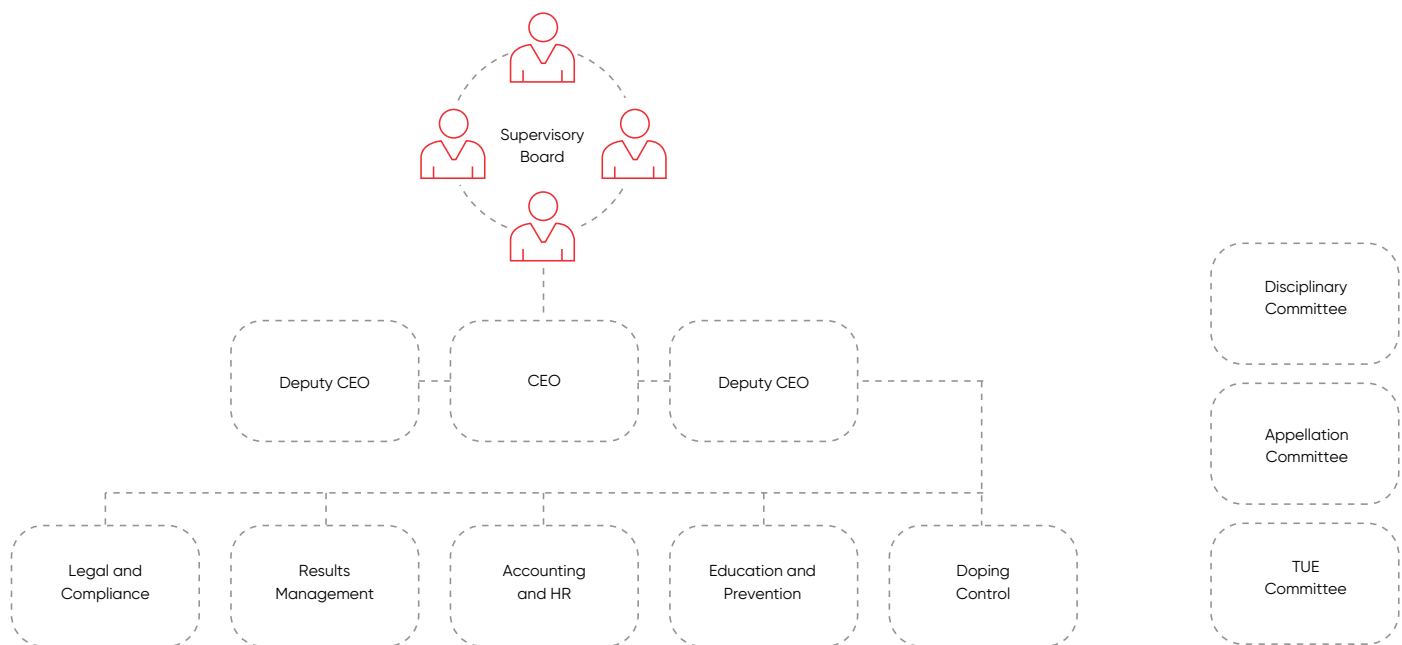 Supervisory
Board
Deputy CEO
CEO
Deputy CEO
Legal and
Compliance
Results
Management
Accounting
and HR
Education and
Prevention
Doping
Control
Disciplinary
Committee
Appellation
Committee
TUE
Committee